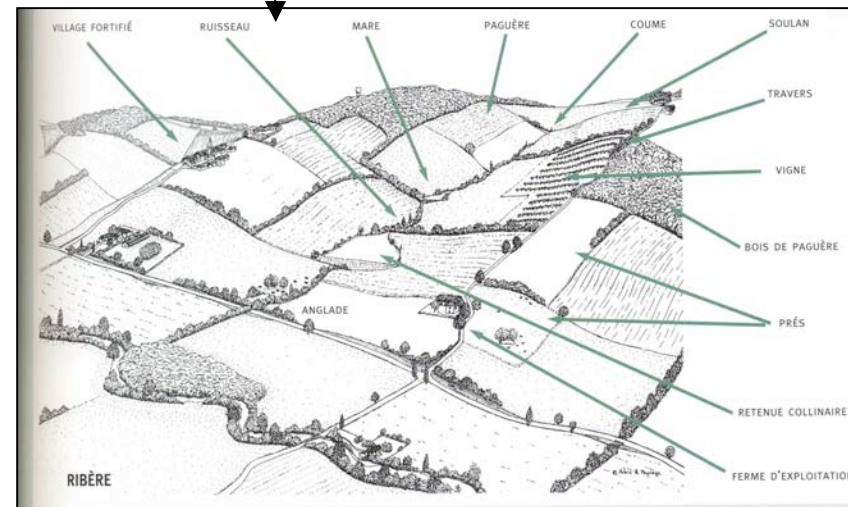 VILLAGE FORTIFIÉ
RUISSEAU
MARE
PAGUÈRE
COUME
SOULAN
TRAVERS
VIGNE
BOIS DE PAGUÈRE
PRÉS
ANGLADE
RETENUE COLLINAIRE
RIBÈRE
FERME D'EXPLOITATION